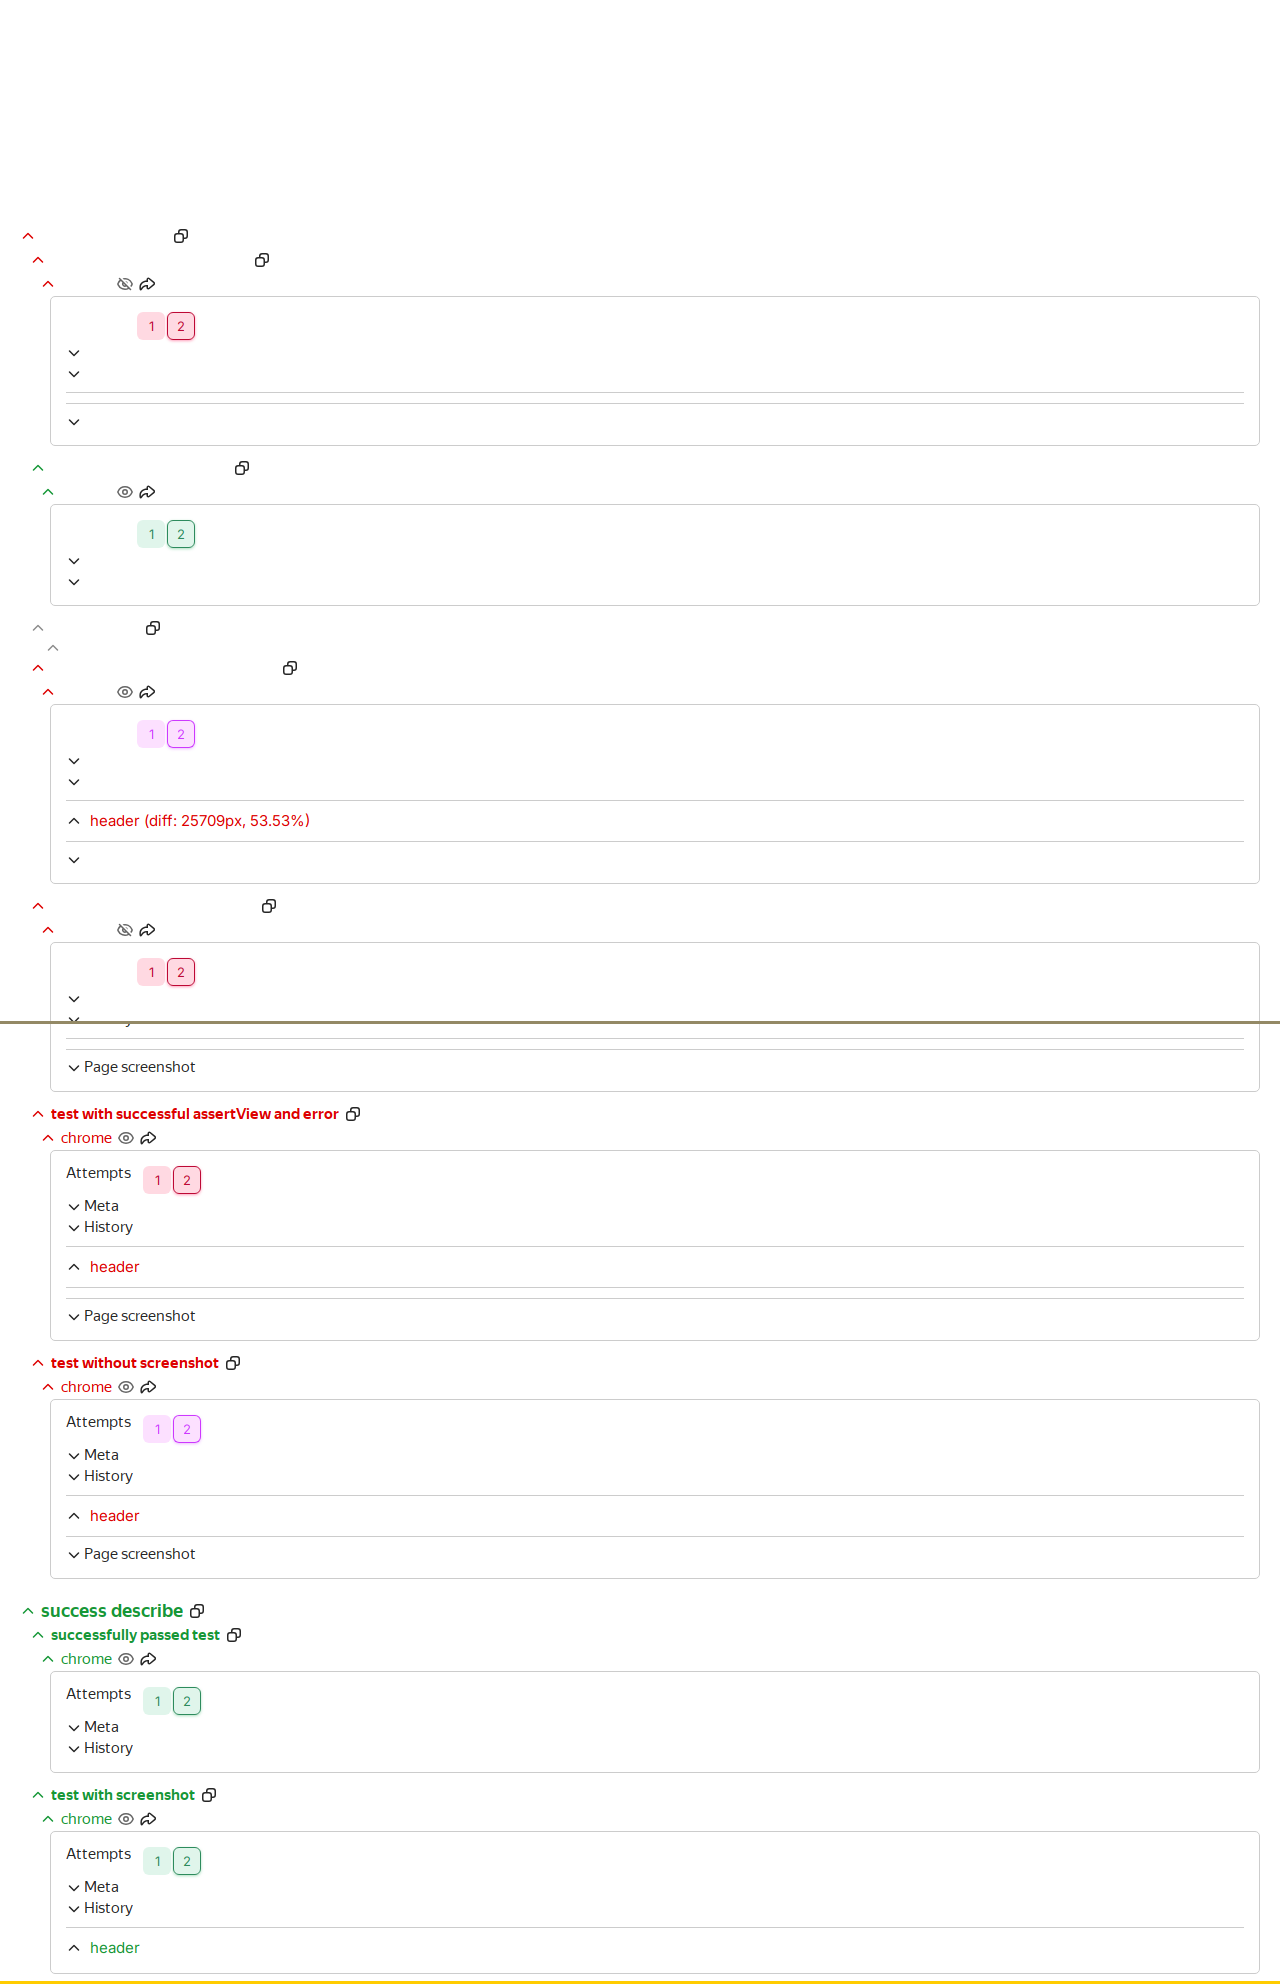 1 2
1 2
1 2
header (diff: 25709px, 53.53%)
1 2
Page screenshot
test with successful assertView and error
chrome
Attempts 1 2
Meta
History
header
Page screenshot
test without screenshot
chrome
Attempts 1 2
Meta
History
header
Page screenshot
success describe
successfully passed test
chrome
Attempts 1 2
Meta
History
test with screenshot
chrome
Attempts 1 2
Meta
History
header